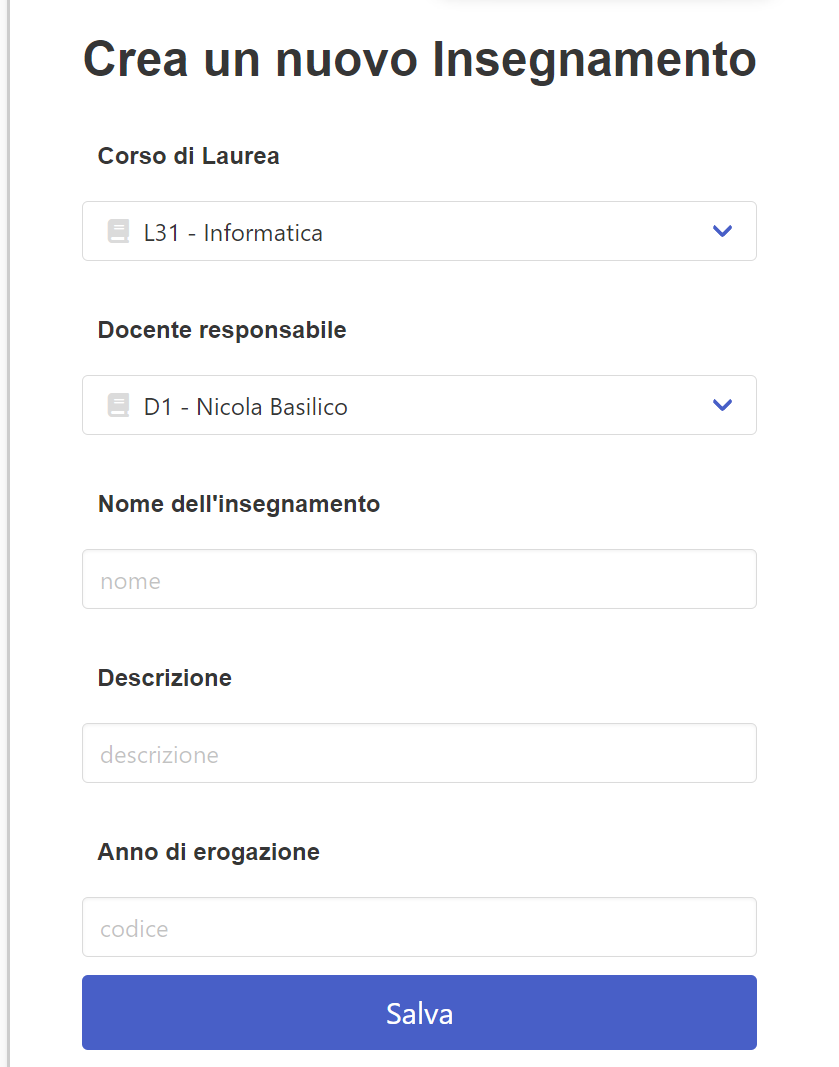 Crea un nuovo Insegnamento
Corso di Laurea
L31 - Informatica
Docente responsabile
D1 - Nicola Basilico
Nome dell'insegnamento
nome
Descrizione
descrizione
Anno di erogazione
codice
Salva